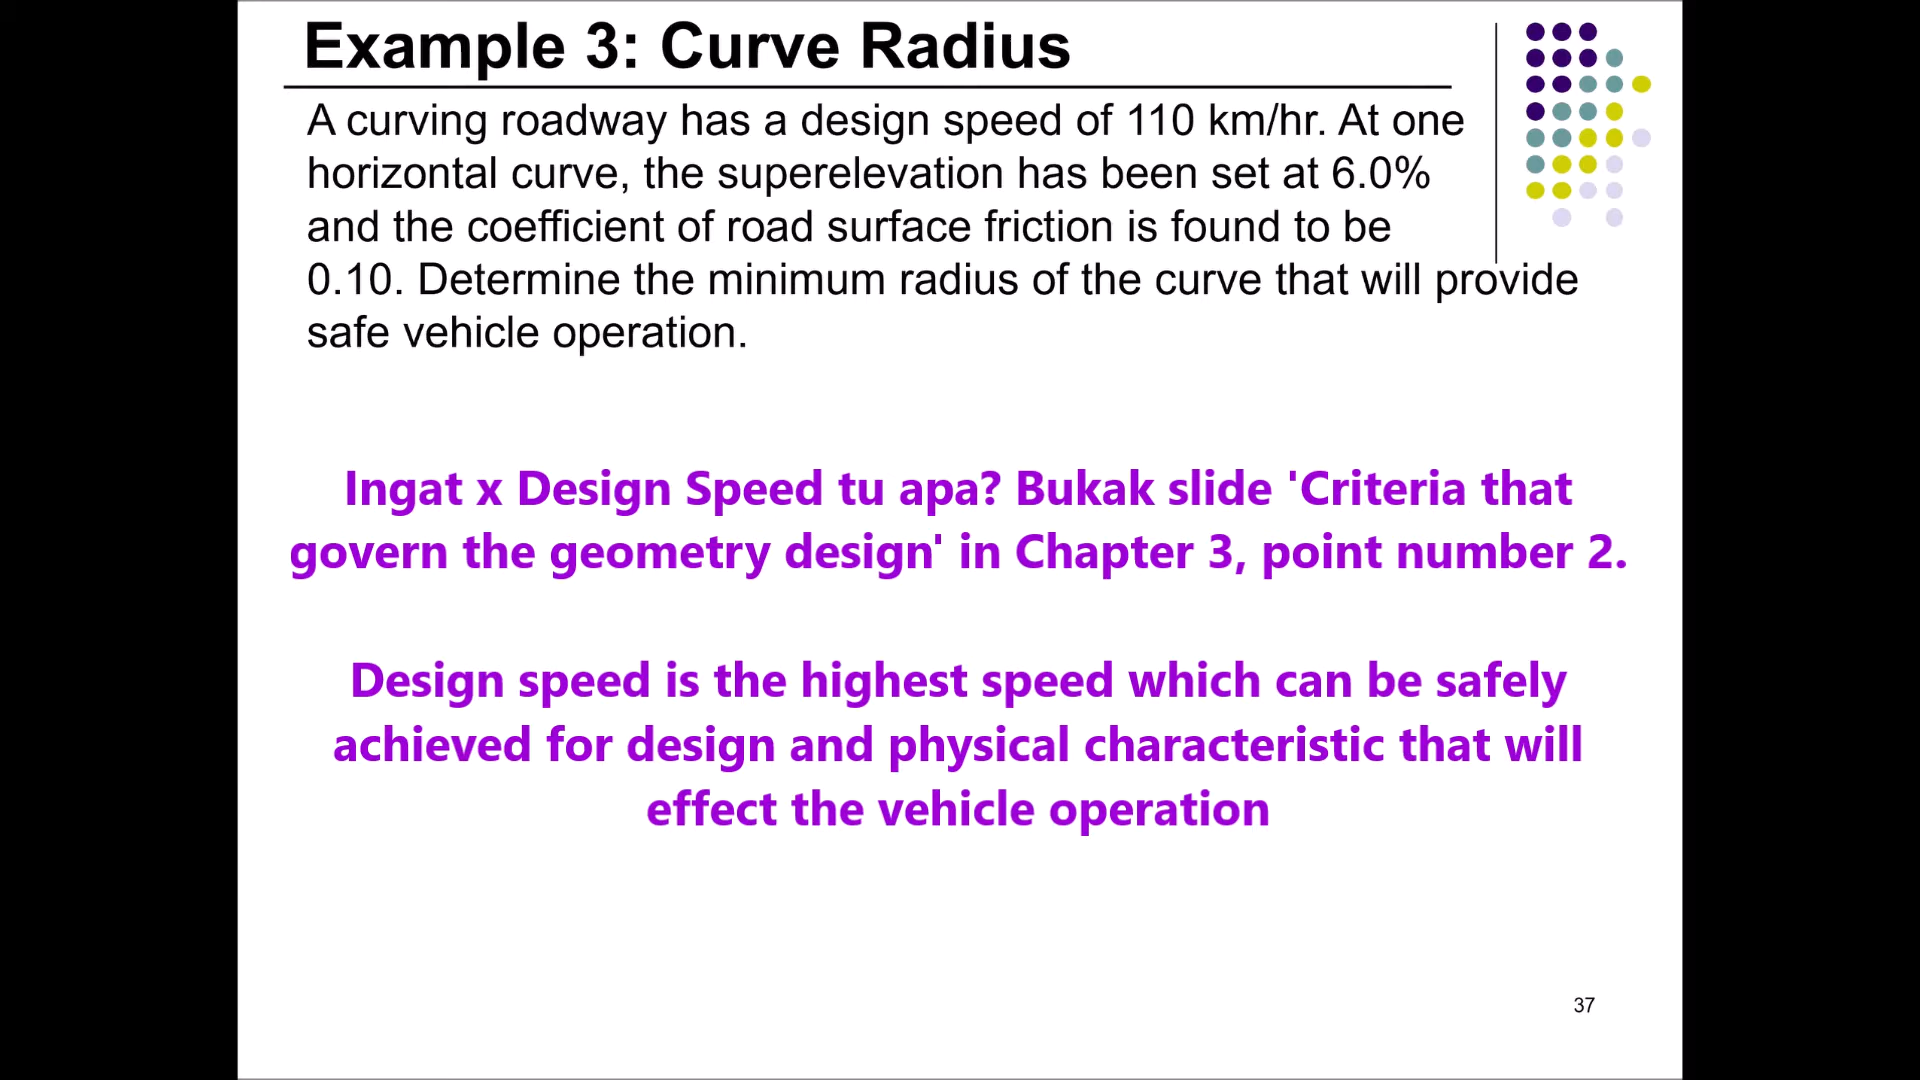 Example 3: Curve Radius
A curving roadway has a design speed of 110 km/hr. At one
horizontal curve, the superelevation has been set at 6.0%
and the coefficient of road surface friction is found to be
0.10. Determine the minimum radius of the curve that will provide
safe vehicle operation.
Ingat x Design Speed tu apa? Bukak slide 'Criteria that
govern the geometry design' in Chapter 3, point number 2.
Design speed is the highest speed which can be safely
achieved for design and physical characteristic that will
effect the vehicle operation
37